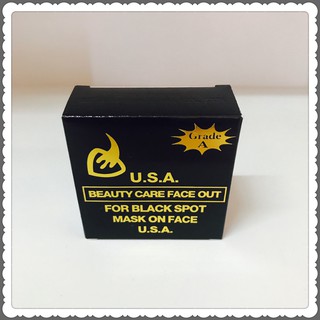 Grade
A
U.S.A.
BEAUTY CARE FACE OUT
FOR BLACK SPOT
MASK ON FACE
U.S.A.